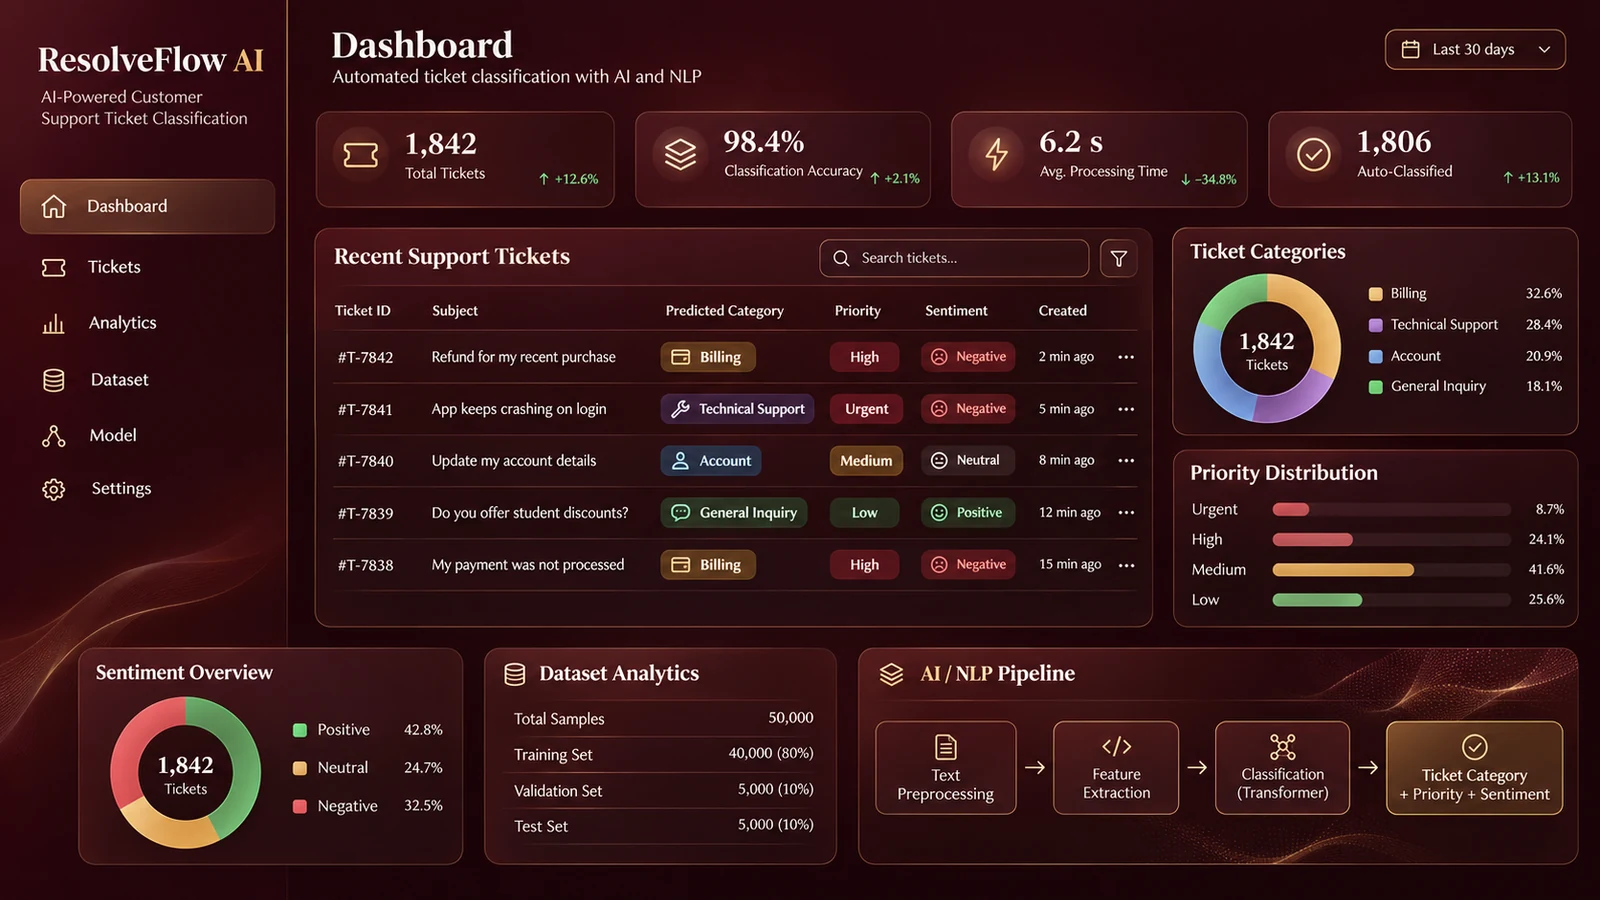 ResolveFlow AI
AI-Powered Customer
Support Ticket Classification
Dashboard
Tickets
Analytics
Dataset
Model
Settings
Dashboard
Automated ticket classification with AI and NLP
Last 30 days
1,842
Total Tickets
↑ +12.6%
98.4%
Classification Accuracy
↑ +2.1%
6.2 s
Avg. Processing Time
↓ −34.8%
1,806
Auto-Classified
↑ +13.1%
Recent Support Tickets
Search tickets...
Ticket ID Subject Predicted Category Priority Sentiment Created
#T-7842 Refund for my recent purchase Billing High Negative 2 min ago
#T-7841 App keeps crashing on login Technical Support Urgent Negative 5 min ago
#T-7840 Update my account details Account Medium Neutral 8 min ago
#T-7839 Do you offer student discounts? General Inquiry Low Positive 12 min ago
#T-7838 My payment was not processed Billing High Negative 15 min ago
Ticket Categories
1,842
Tickets
Billing 32.6%
Technical Support 28.4%
Account 20.9%
General Inquiry 18.1%
Priority Distribution
Urgent 8.7%
High 24.1%
Medium 41.6%
Low 25.6%
Sentiment Overview
1,842
Tickets
Positive 42.8%
Neutral 24.7%
Negative 32.5%
Dataset Analytics
Total Samples 50,000
Training Set 40,000 (80%)
Validation Set 5,000 (10%)
Test Set 5,000 (10%)
AI / NLP Pipeline
Text
Preprocessing
→
</>
Feature
Extraction
→
Classification
(Transformer)
→
Ticket Category
+ Priority + Sentiment